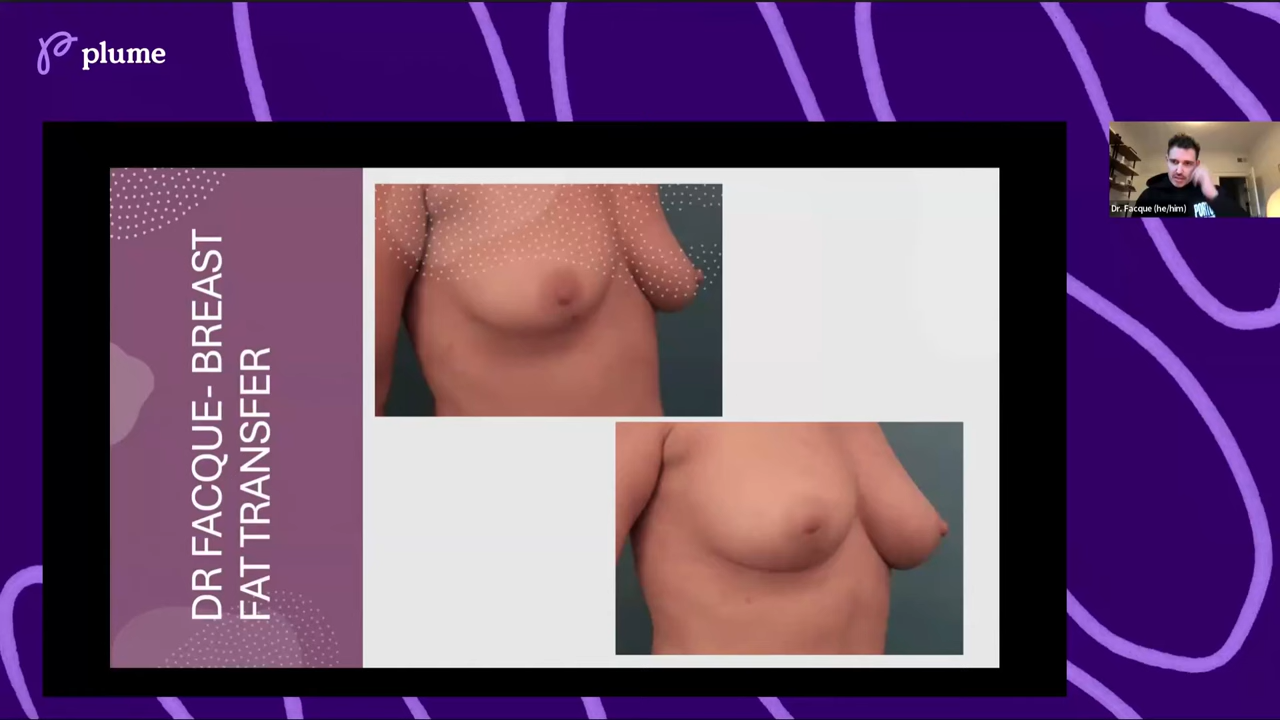 plume
DR FACQUE- BREAST
FAT TRANSFER
Dr. Facque (he/him)